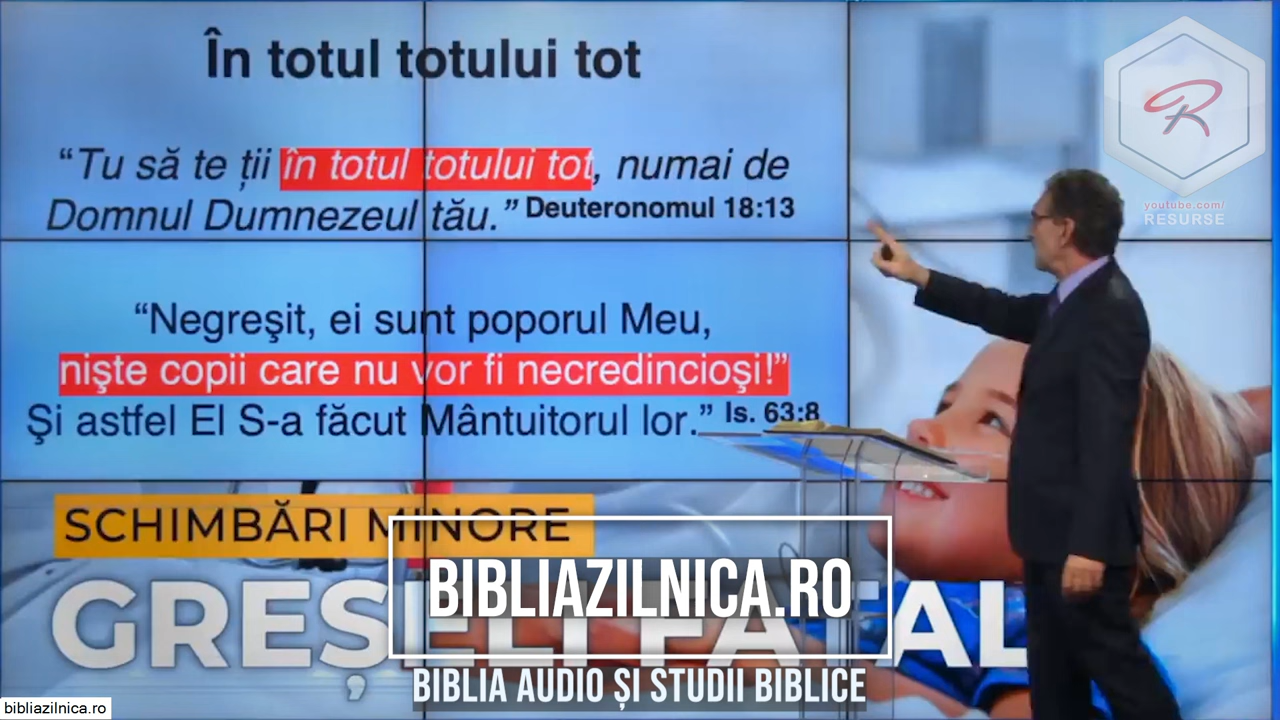 În totul totului tot
“Tu să te ții în totul totului tot, numai de
Domnul Dumnezeul tău.” Deuteronomul 18:13
“Negreşit, ei sunt poporul Meu,
nişte copii care nu vor fi necredincioşi!”
Şi astfel El S-a făcut Mântuitorul lor.” Is. 63:8
R
youtube.com/
RESURSE
SCHIMBĂRI MINORE
GREȘELI FATAL
BIBLIAZILNICA.RO
BIBLIA AUDIO ȘI STUDII BIBLICE
bibliazilnica.ro